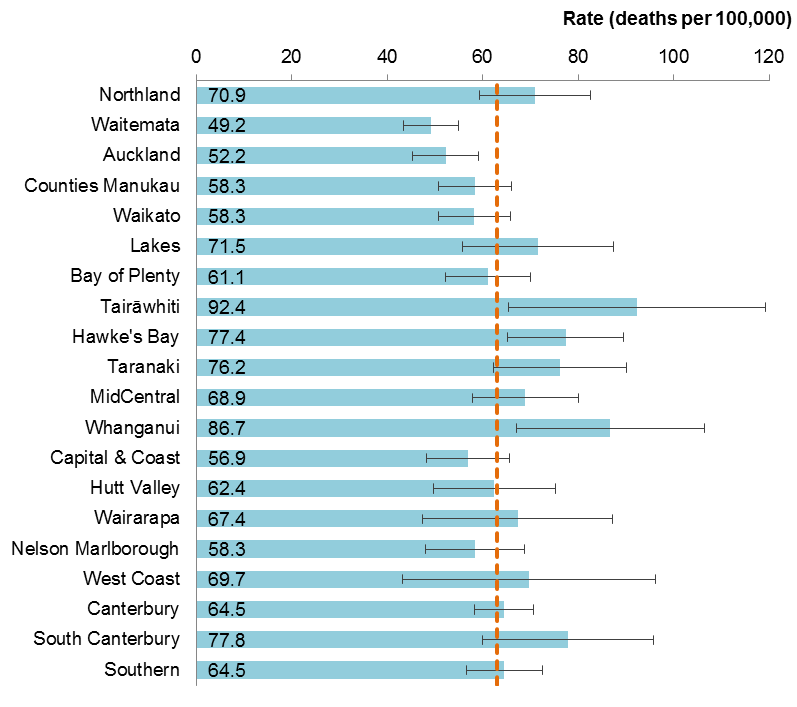 Rate (deaths per 100,000)
0 20 40 60 80 100 120
Northland 70.9
Waitemata 49.2
Auckland 52.2
Counties Manukau 58.3
Waikato 58.3
Lakes 71.5
Bay of Plenty 61.1
Tairāwhiti 92.4
Hawke's Bay 77.4
Taranaki 76.2
MidCentral 68.9
Whanganui 86.7
Capital & Coast 56.9
Hutt Valley 62.4
Wairarapa 67.4
Nelson Marlborough 58.3
West Coast 69.7
Canterbury 64.5
South Canterbury 77.8
Southern 64.5